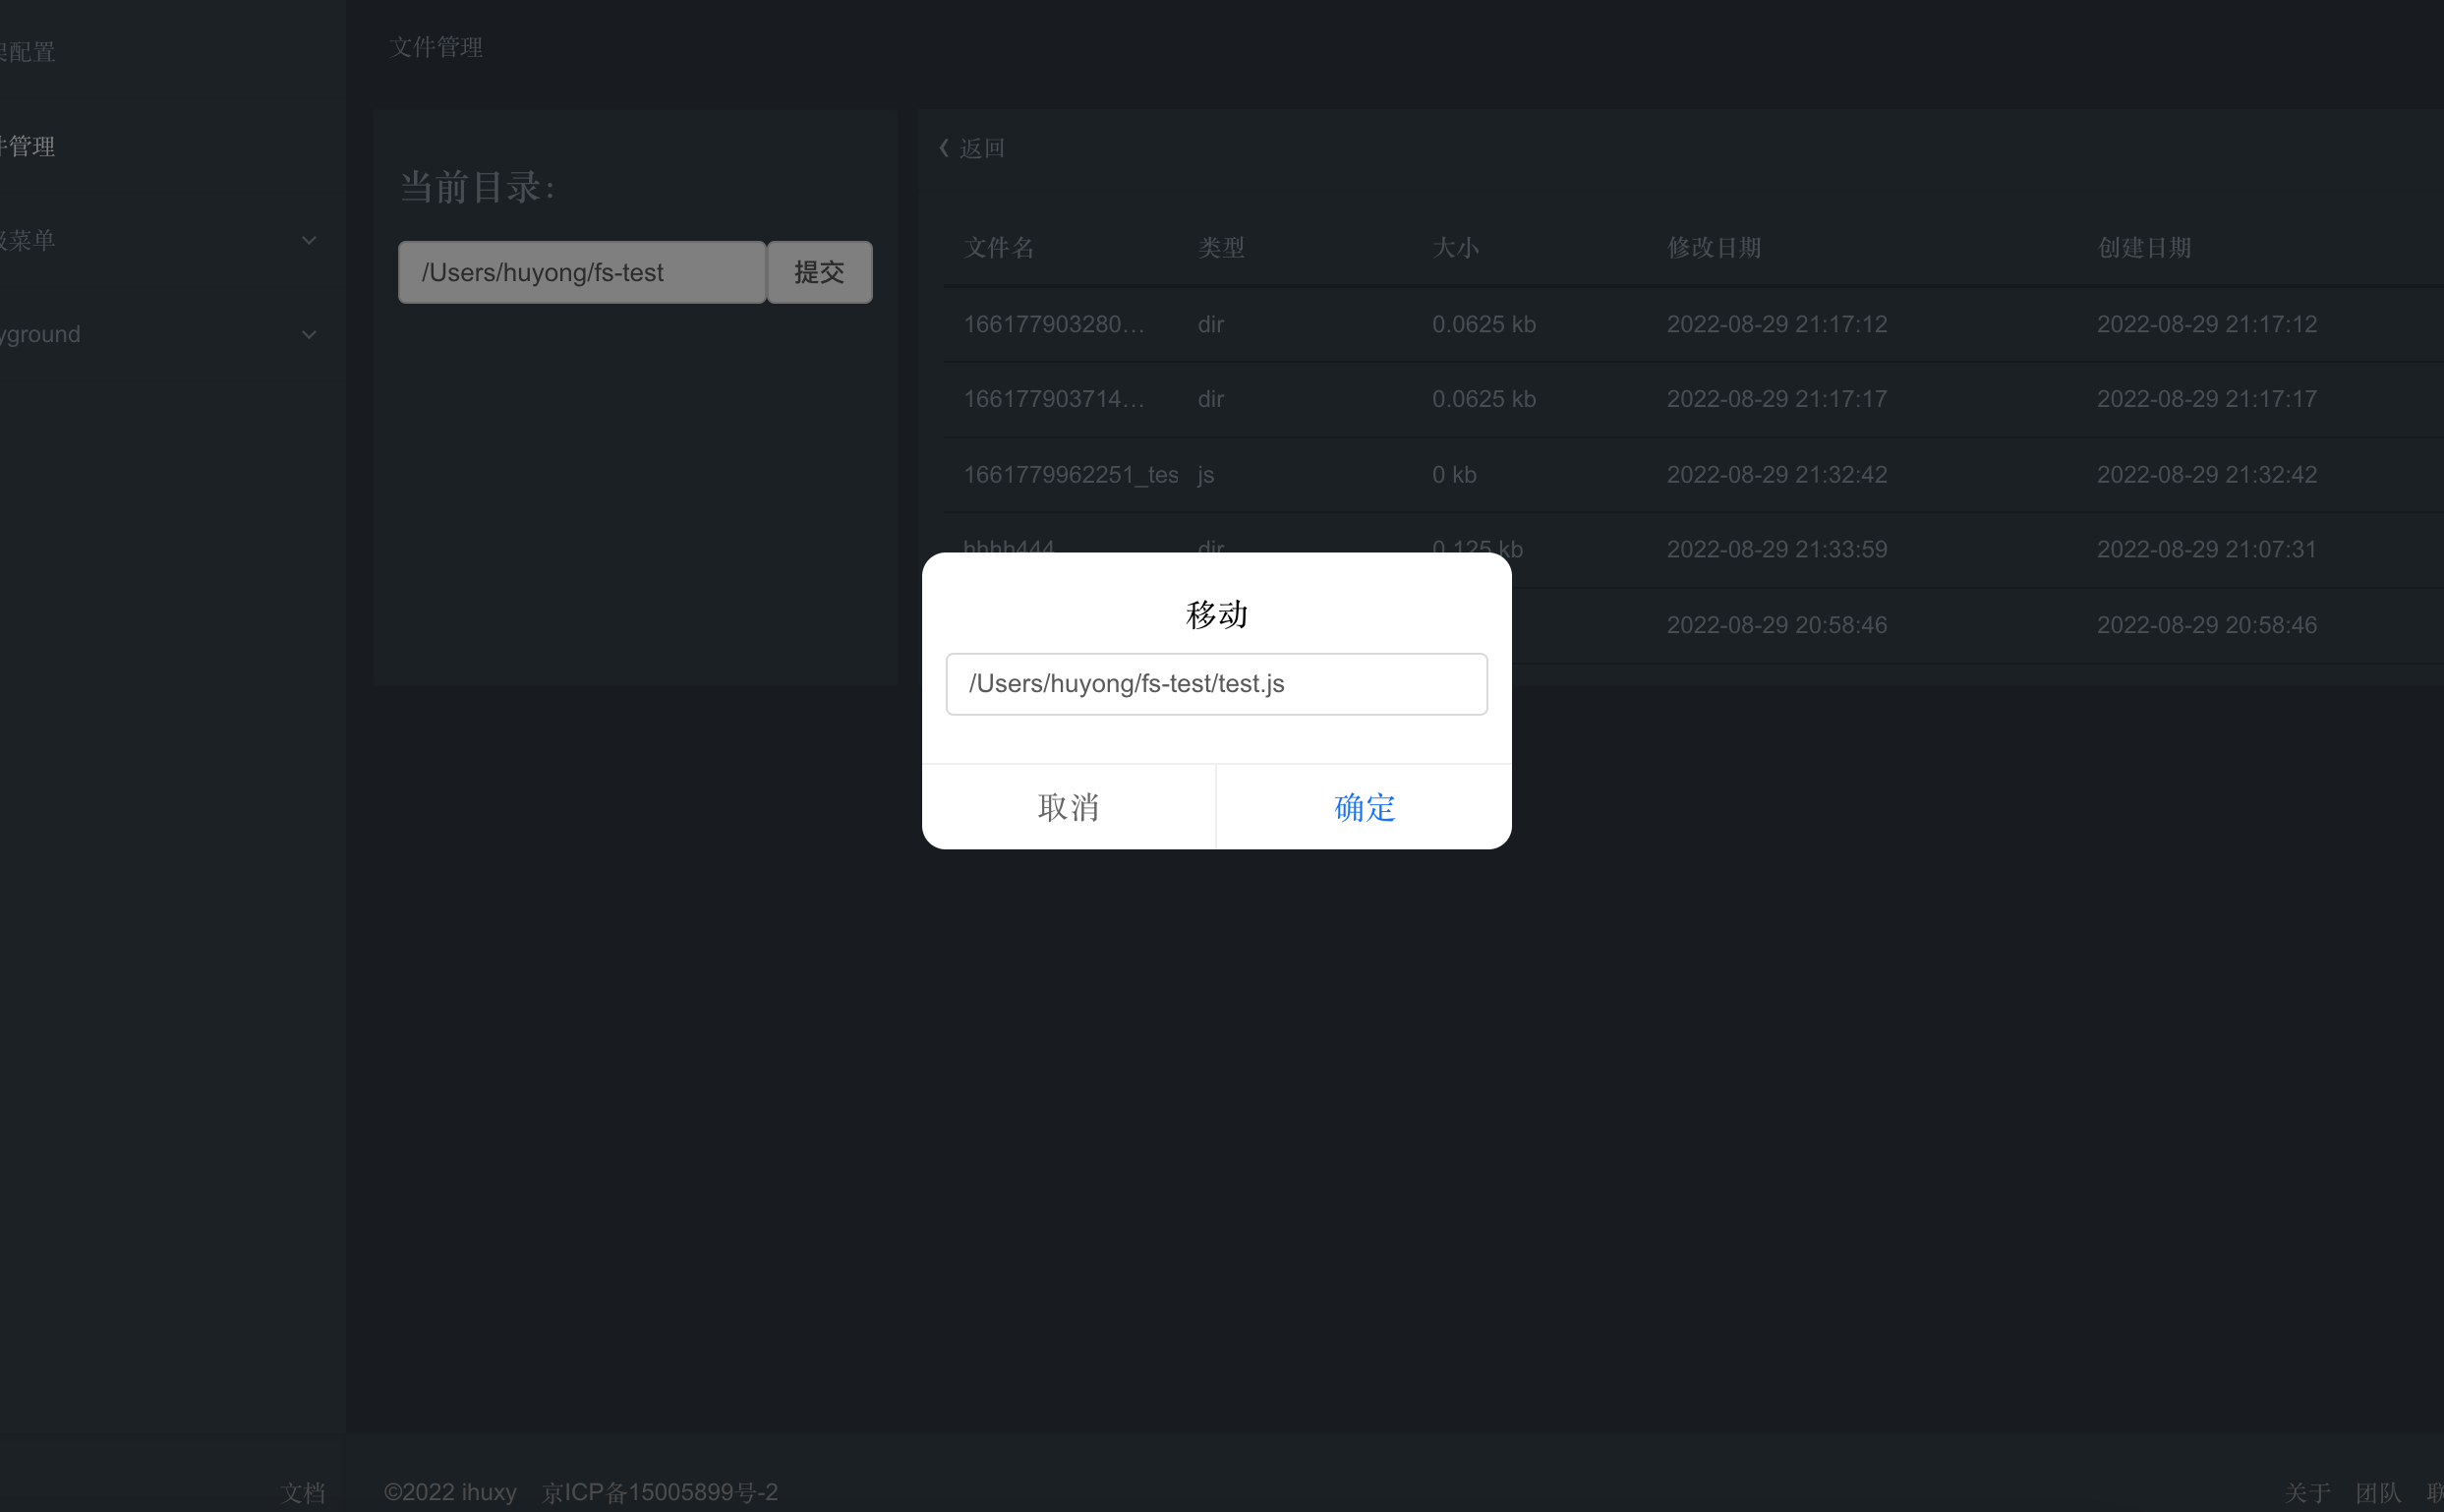 配置
文件管理
管理
返回
当前目录:
菜单
文件名 类型 大小 修改日期 创建日期
/Users/huyong/fs-test 提交
166177903280... dir 0.0625 kb 2022-08-29 21:17:12 2022-08-29 21:17:12
yground
166177903714... dir 0.0625 kb 2022-08-29 21:17:17 2022-08-29 21:17:17
1661779962251_tes js 0 kb 2022-08-29 21:32:42 2022-08-29 21:32:42
hhhh444 dir 0.125 kb 2022-08-29 21:33:59 2022-08-29 21:07:31
移动
2022-08-29 20:58:46 2022-08-29 20:58:46
/Users/huyong/fs-test/test.js
取消 确定
文档 ©2022 ihuxy 京ICP备15005899号-2 关于 团队